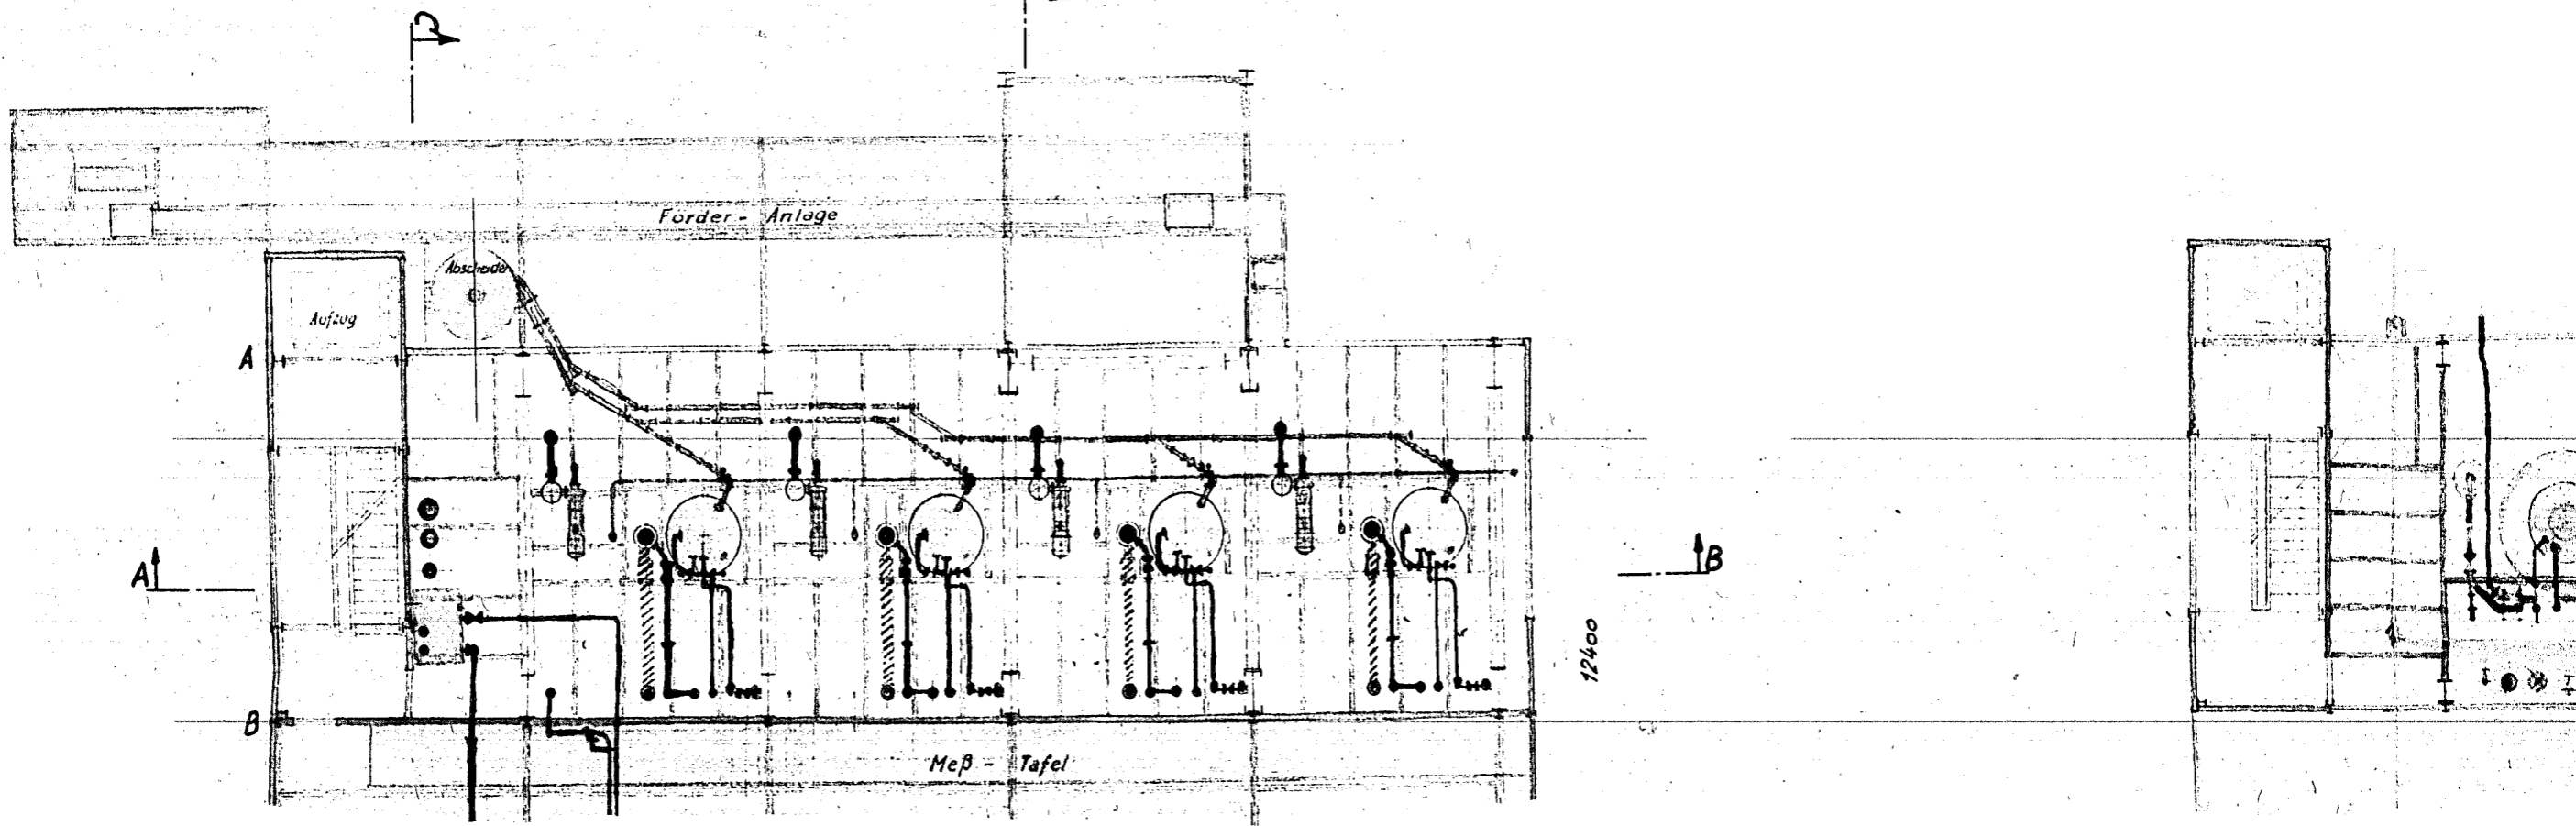 C
Förder - Anlage
Abscheider
Aufzug
A
A
B
12400
B
Meß - Tafel